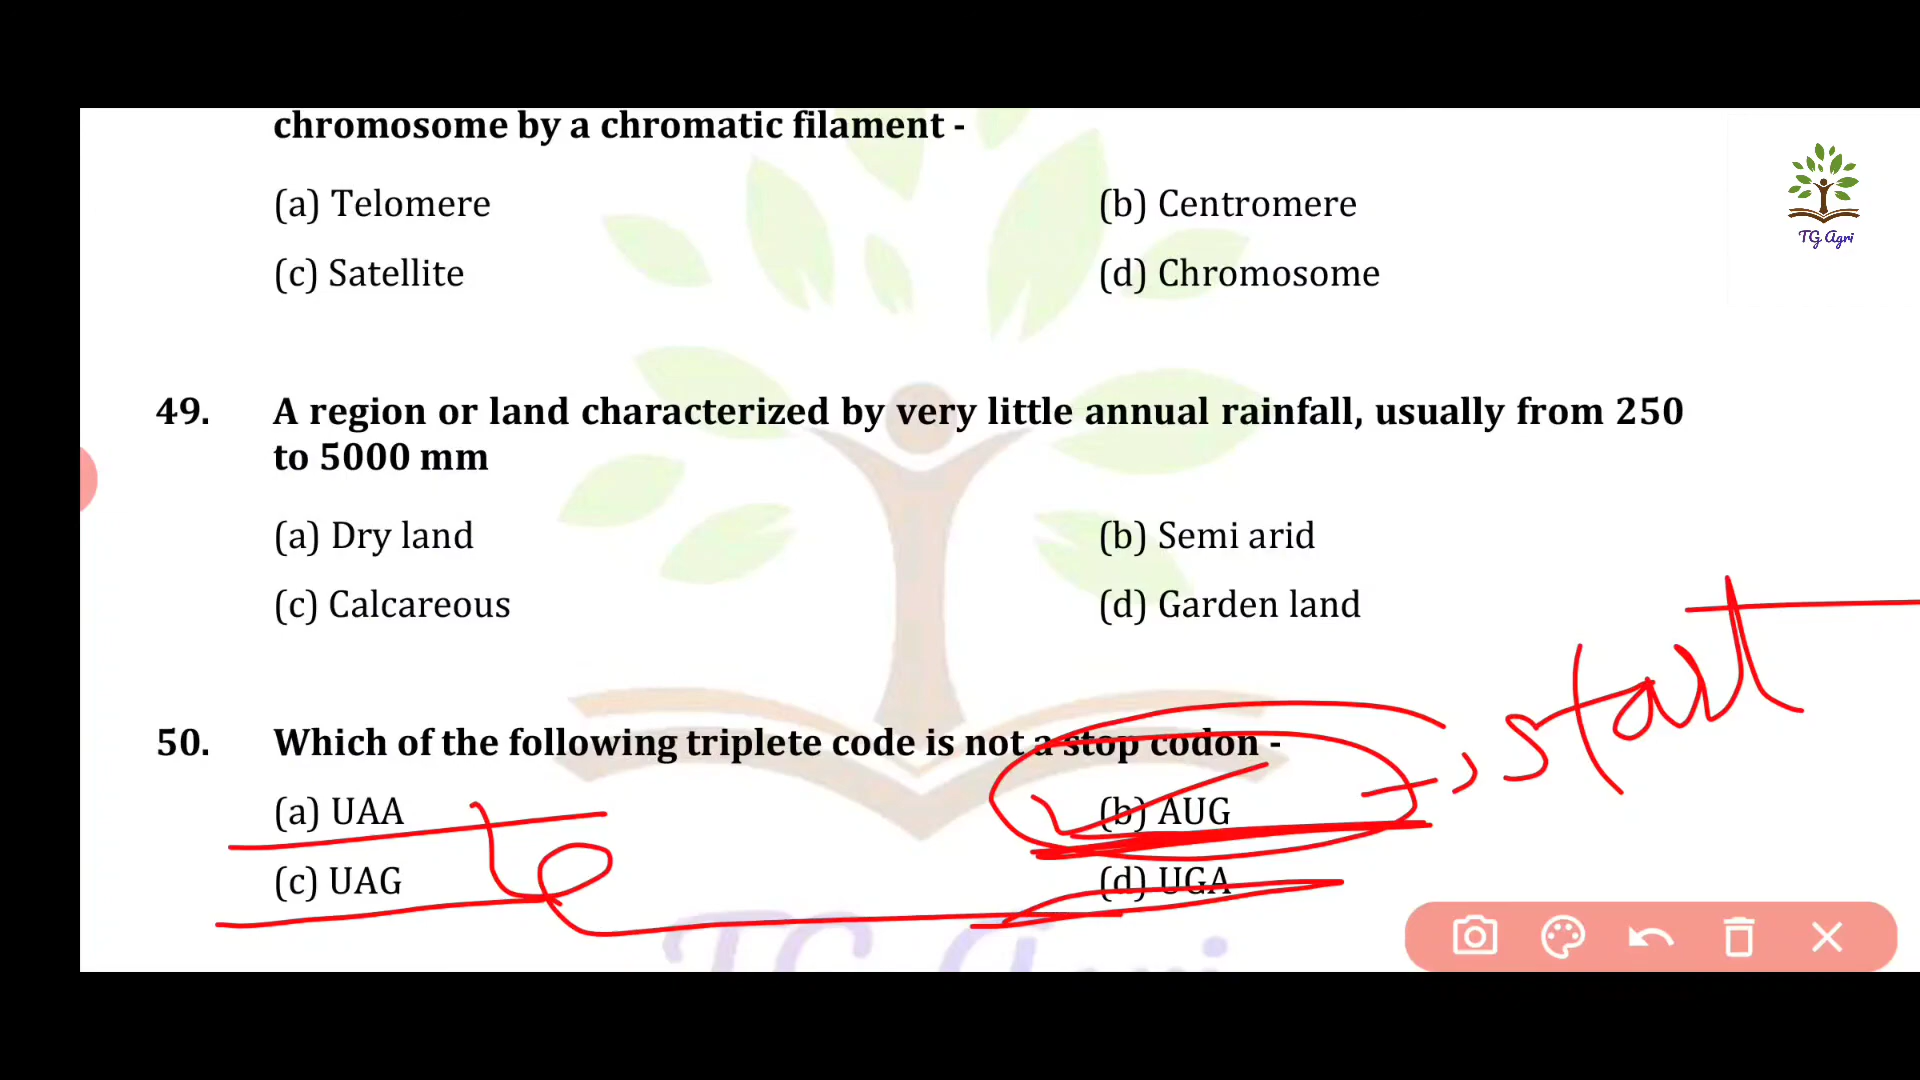 chromosome by a chromatic filament -
TG Agri
(a) Telomere (b) Centromere
(c) Satellite (d) Chromosome
49. A region or land characterized by very little annual rainfall, usually from 250
to 5000 mm
(a) Dry land (b) Semi arid
(c) Calcareous (d) Garden land
start
50. Which of the following triplete code is not a stop codon -
(a) UAA (b) AUG
(c) UAG (d) UGA
TG Agri